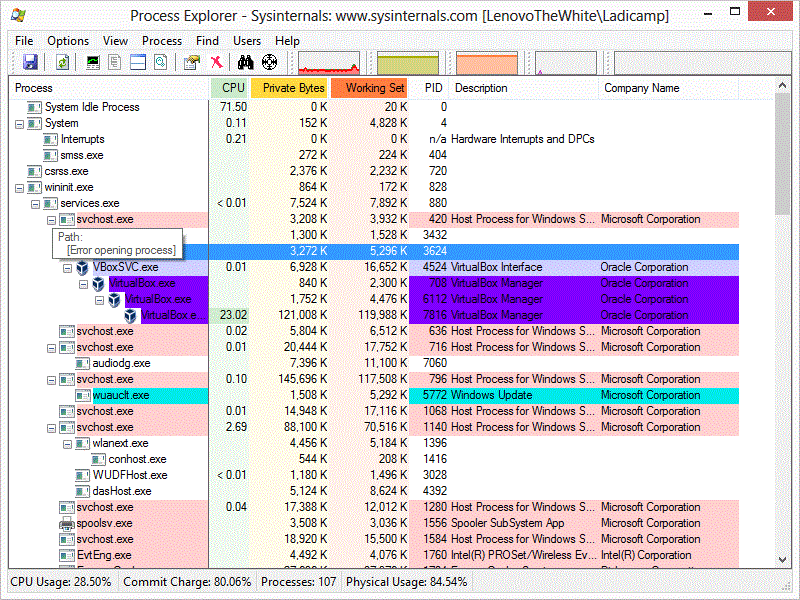 Process Explorer - Sysinternals: www.sysinternals.com [LenovoTheWhite\Ladicamp]
File Options View Process Find Users Help
Process CPU Private Bytes Working Set PID Description Company Name
System Idle Process 71.50 0 K 20 K 0
System 0.11 152 K 4,828 K 4
Interrupts 0.21 0 K 0 K n/a Hardware Interrupts and DPCs
smss.exe 272 K 224 K 404
csrss.exe 2,376 K 2,232 K 720
wininit.exe 864 K 172 K 828
services.exe < 0.01 7,524 K 7,892 K 880
svchost.exe 3,208 K 3,932 K 420 Host Process for Windows S... Microsoft Corporation
Path: 1,300 K 1,528 K 3432
[Error opening process] 3,272 K 5,296 K 3624
VBoxSVC.exe 0.01 6,928 K 16,652 K 4524 VirtualBox Interface Oracle Corporation
VirtualBox.exe 840 K 2,300 K 708 VirtualBox Manager Oracle Corporation
VirtualBox.exe 1,752 K 4,476 K 6112 VirtualBox Manager Oracle Corporation
VirtualBox.e... 23.02 121,008 K 119,988 K 7816 VirtualBox Manager Oracle Corporation
svchost.exe 0.02 5,804 K 6,512 K 636 Host Process for Windows S... Microsoft Corporation
svchost.exe 0.01 20,444 K 17,752 K 716 Host Process for Windows S... Microsoft Corporation
audiodg.exe 7,396 K 11,100 K 7060
svchost.exe 0.10 145,696 K 117,508 K 796 Host Process for Windows S... Microsoft Corporation
wuauclt.exe 1,508 K 5,292 K 5772 Windows Update Microsoft Corporation
svchost.exe 0.01 14,948 K 17,116 K 1068 Host Process for Windows S... Microsoft Corporation
svchost.exe 2.69 88,100 K 70,516 K 1140 Host Process for Windows S... Microsoft Corporation
wlanext.exe 4,456 K 5,184 K 1396
conhost.exe 544 K 208 K 1416
WUDFHost.exe < 0.01 1,180 K 1,496 K 3028
dasHost.exe 5,124 K 8,624 K 4392
svchost.exe 0.04 17,388 K 12,012 K 1280 Host Process for Windows S... Microsoft Corporation
spoolsv.exe 3,508 K 3,036 K 1556 Spooler SubSystem App Microsoft Corporation
svchost.exe 18,920 K 15,500 K 1584 Host Process for Windows S... Microsoft Corporation
EvtEng.exe 4,492 K 4,076 K 1760 Intel(R) PROSet/Wireless Ev... Intel(R) Corporation
CPU Usage: 28.50% Commit Charge: 80.06% Processes: 107 Physical Usage: 84.54%